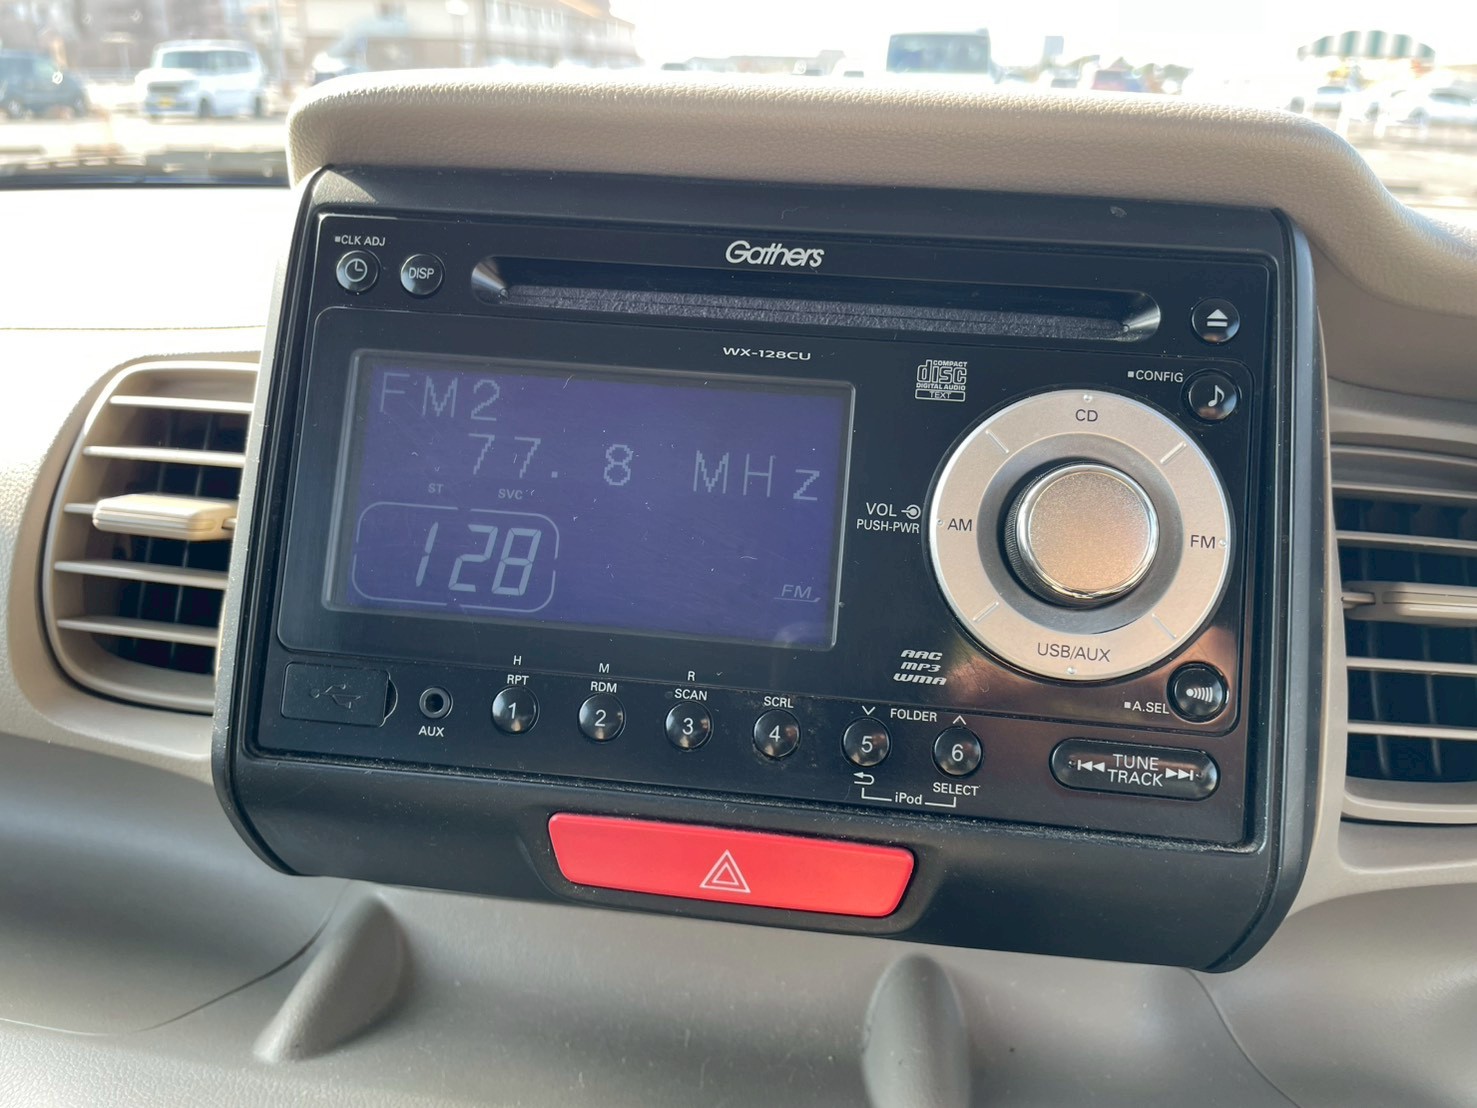 CLK ADJ
DISP
Gathers
WX-128CU
COMPACT
disc
DIGITAL AUDIO
TEXT
CONFIG
FM2
77.8 MHz
ST SVC
128
FM
CD
VOL
PUSH-PWR
AM
FM
USB/AUX
AAC
MP3
WMA
A.SEL
AUX
H
RPT
1
M
RDM
2
R
SCAN
3
SCRL
4
FOLDER
5
6
SELECT
iPod
TUNE
TRACK